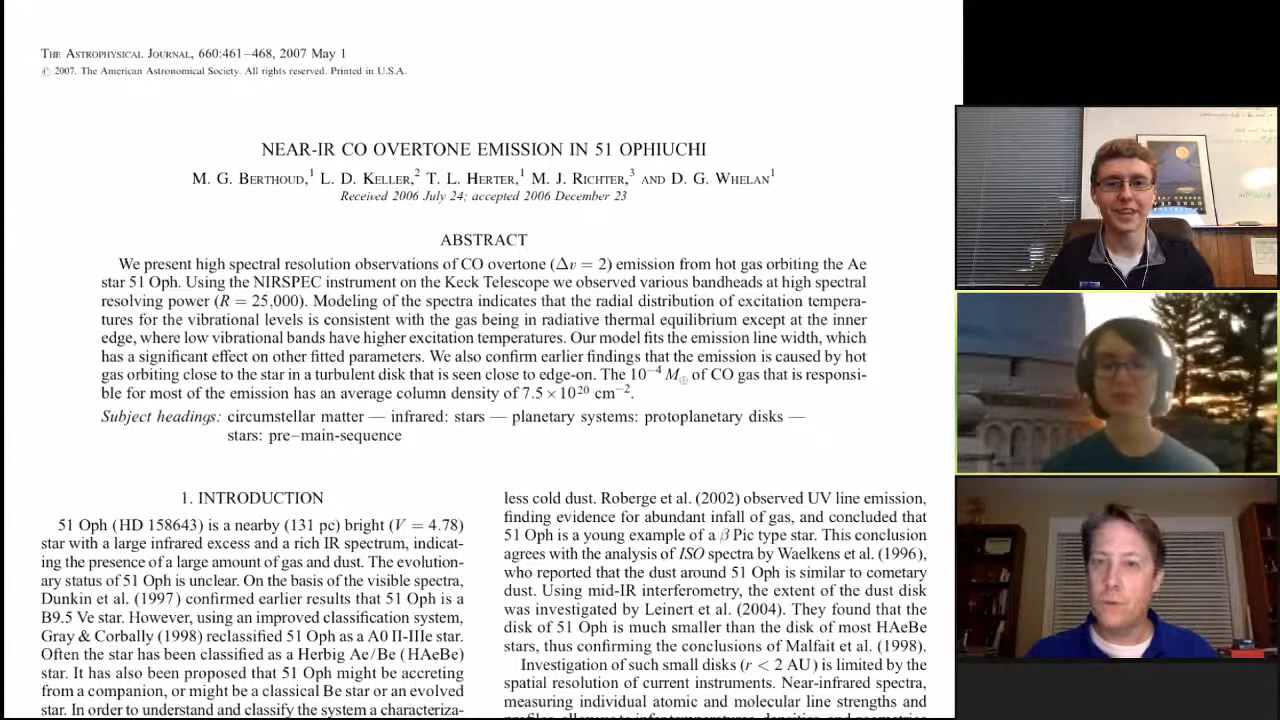 THE ASTROPHYSICAL JOURNAL, 660:461–468, 2007 May 1
© 2007. The American Astronomical Society. All rights reserved. Printed in U.S.A.
NEAR-IR CO OVERTONE EMISSION IN 51 OPHIUCHI
M. G. BERTHOUD,1 L. D. KELLER,2 T. L. HERTER,1 M. J. RICHTER,3 AND D. G. WHELAN1
Received 2006 July 24; accepted 2006 December 23
ABSTRACT
We present high spectral resolution observations of CO overtone (Δv = 2) emission from hot gas orbiting the Ae
star 51 Oph. Using the NIRSPEC instrument on the Keck Telescope we observed various bandheads at high spectral
resolving power (R = 25,000). Modeling of the spectra indicates that the radial distribution of excitation tempera-
tures for the vibrational levels is consistent with the gas being in radiative thermal equilibrium except at the inner
edge, where low vibrational bands have higher excitation temperatures. Our model fits the emission line width, which
has a significant effect on other fitted parameters. We also confirm earlier findings that the emission is caused by hot
gas orbiting close to the star in a turbulent disk that is seen close to edge-on. The 10−4 M⊕ of CO gas that is responsi-
ble for most of the emission has an average column density of 7.5 × 1020 cm−2.
Subject headings: circumstellar matter — infrared: stars — planetary systems: protoplanetary disks —
stars: pre–main-sequence
1. INTRODUCTION
51 Oph (HD 158643) is a nearby (131 pc) bright (V = 4.78)
star with a large infrared excess and a rich IR spectrum, indicat-
ing the presence of a large amount of gas and dust. The evolution-
ary status of 51 Oph is unclear. On the basis of the visible spectra,
Dunkin et al. (1997) confirmed earlier results that 51 Oph is a
B9.5 Ve star. However, using an improved classification system,
Gray & Corbally (1998) reclassified 51 Oph as a A0 II-IIIe star.
Often the star has been classified as a Herbig Ae/Be (HAeBe)
star. It has also been proposed that 51 Oph might be accreting
from a companion, or might be a classical Be star or an evolved
star. In order to understand and classify the system a characteriza-
less cold dust. Roberge et al. (2002) observed UV line emission,
finding evidence for abundant infall of gas, and concluded that
51 Oph is a young example of a β Pic type star. This conclusion
agrees with the analysis of ISO spectra by Waelkens et al. (1996),
who reported that the dust around 51 Oph is similar to cometary
dust. Using mid-IR interferometry, the extent of the dust disk
was investigated by Leinert et al. (2004). They found that the
disk of 51 Oph is much smaller than the disk of most HAeBe
stars, thus confirming the conclusions of Malfait et al. (1998).
Investigation of such small disks (r < 2 AU) is limited by the
spatial resolution of current instruments. Near-infrared spectra,
measuring individual atomic and molecular line strengths and